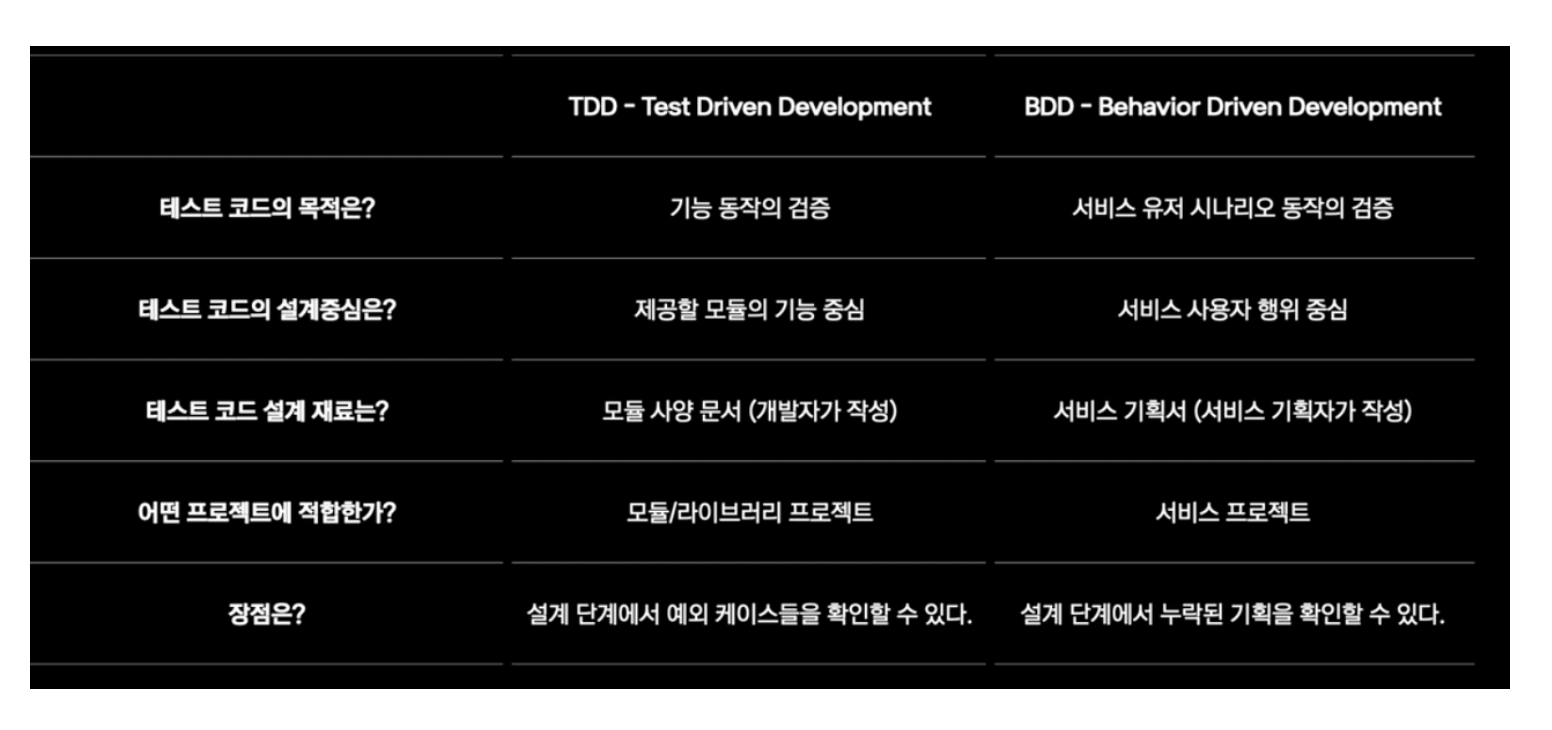 TDD - Test Driven Development BDD - Behavior Driven Development
테스트 코드의 목적은? 기능 동작의 검증 서비스 유저 시나리오 동작의 검증
테스트 코드의 설계중심은? 제공할 모듈의 기능 중심 서비스 사용자 행위 중심
테스트 코드 설계 재료는? 모듈 사양 문서 (개발자가 작성) 서비스 기획서 (서비스 기획자가 작성)
어떤 프로젝트에 적합한가? 모듈/라이브러리 프로젝트 서비스 프로젝트
장점은? 설계 단계에서 예외 케이스들을 확인할 수 있다. 설계 단계에서 누락된 기획을 확인할 수 있다.